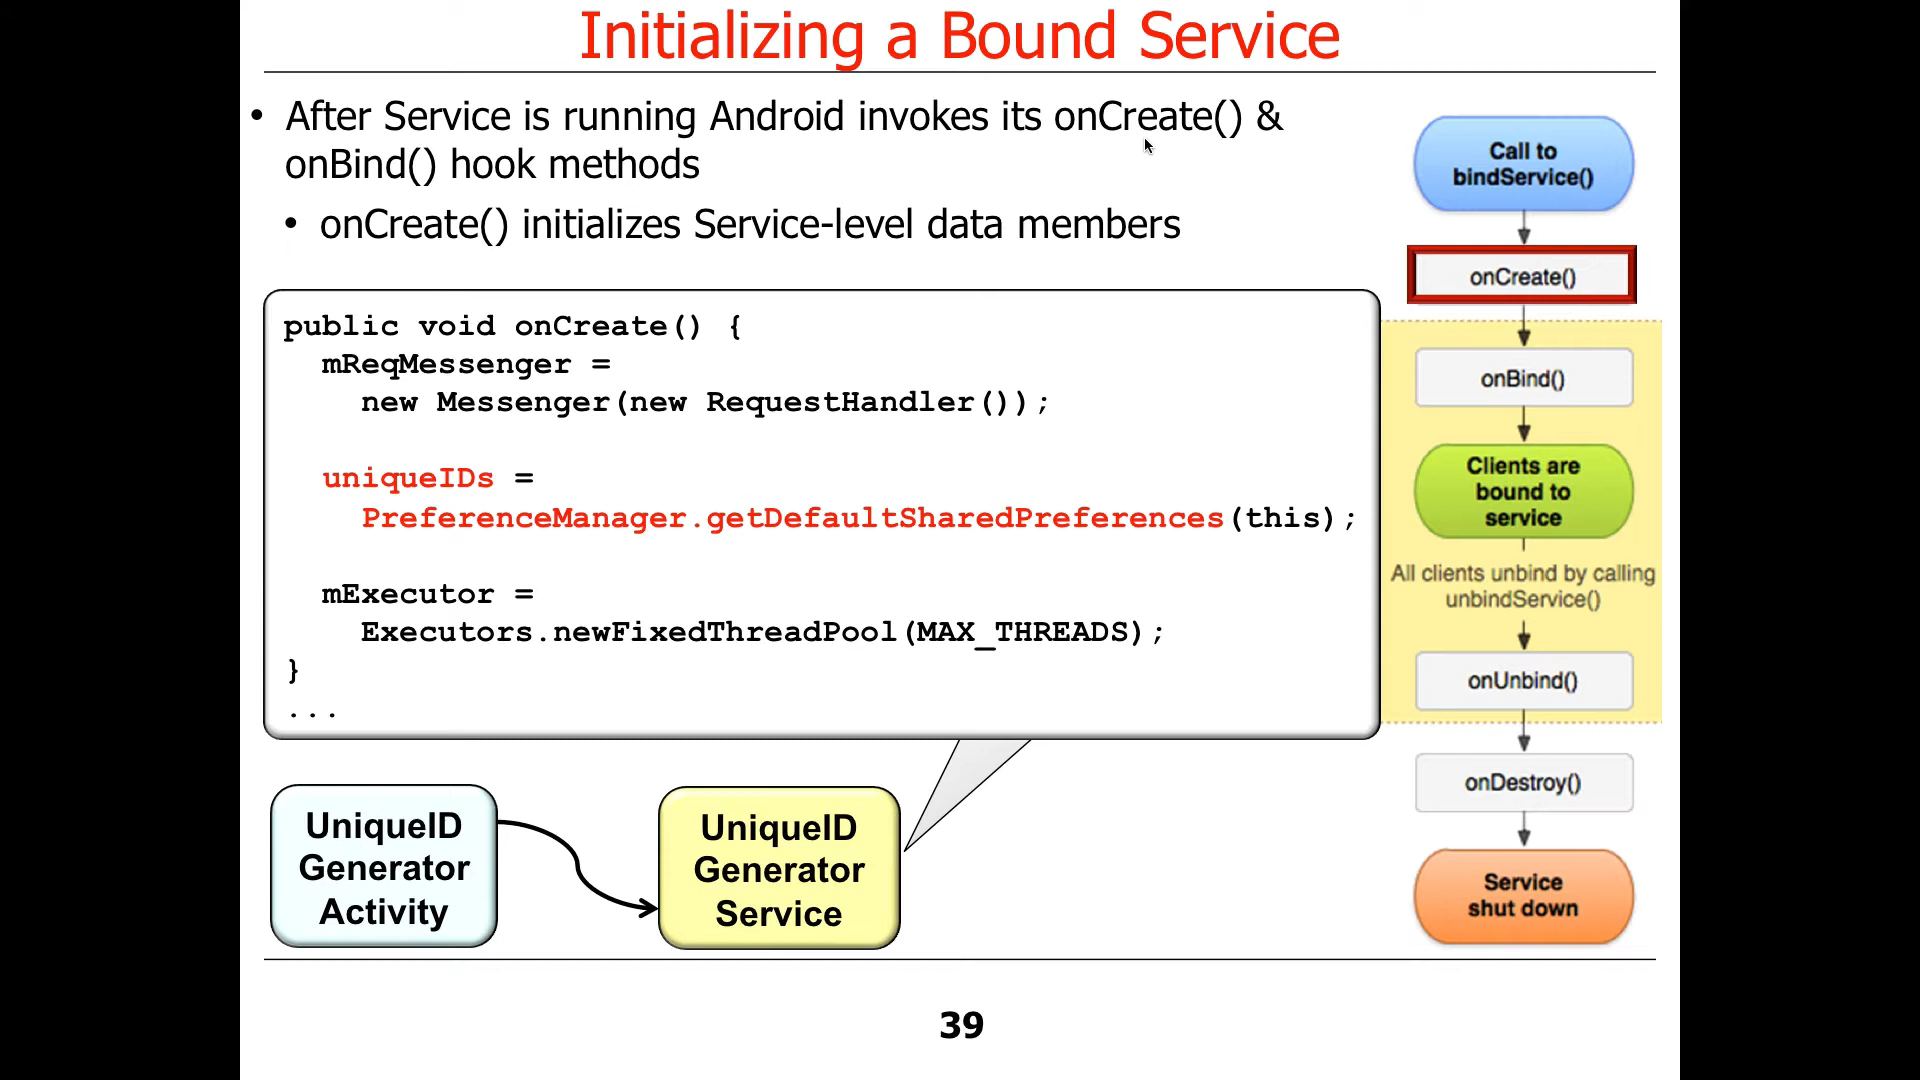 Initializing a Bound Service
• After Service is running Android invokes its onCreate() &
onBind() hook methods
• onCreate() initializes Service-level data members
public void onCreate() {
  mReqMessenger =
    new Messenger(new RequestHandler());
  uniqueIDs =
    PreferenceManager.getDefaultSharedPreferences(this);
  mExecutor =
    Executors.newFixedThreadPool(MAX_THREADS);
}
...
UniqueID
Generator
Activity
UniqueID
Generator
Service
Call to
bindService()
onCreate()
onBind()
Clients are
bound to
service
All clients unbind by calling
unbindService()
onUnbind()
onDestroy()
Service
shut down
39